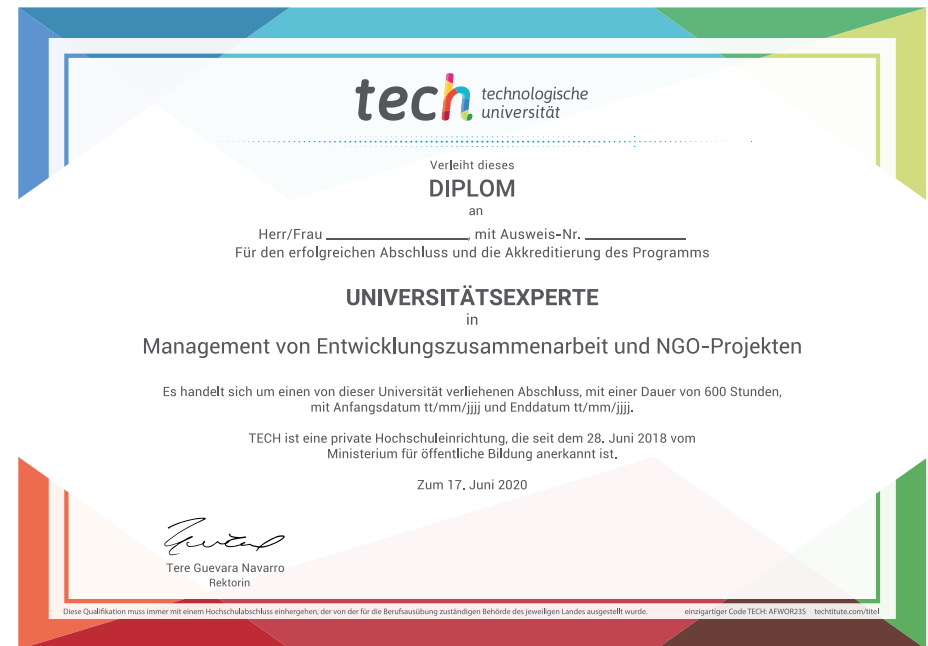 tech technologische
universität
Verleiht dieses
DIPLOM
an
Herr/Frau ____________, mit Ausweis-Nr. ____________
Für den erfolgreichen Abschluss und die Akkreditierung des Programms
UNIVERSITÄTSEXPERTE
in
Management von Entwicklungszusammenarbeit und NGO-Projekten
Es handelt sich um einen von dieser Universität verliehenen Abschluss, mit einer Dauer von 600 Stunden,
mit Anfangsdatum tt/mm/jjjj und Enddatum tt/mm/jjjj.
TECH ist eine private Hochschuleinrichtung, die seit dem 28. Juni 2018 vom
Ministerium für öffentliche Bildung anerkannt ist.
Zum 17. Juni 2020
Tere Guevara Navarro
Rektorin
Diese Qualifikation muss immer mit einem Hochschulabschluss einhergehen, der von der für die Berufsausübung zuständigen Behörde des jeweiligen Landes ausgestellt wurde. einzigartiger Code TECH: AFWOR23S techtitute.com/titel